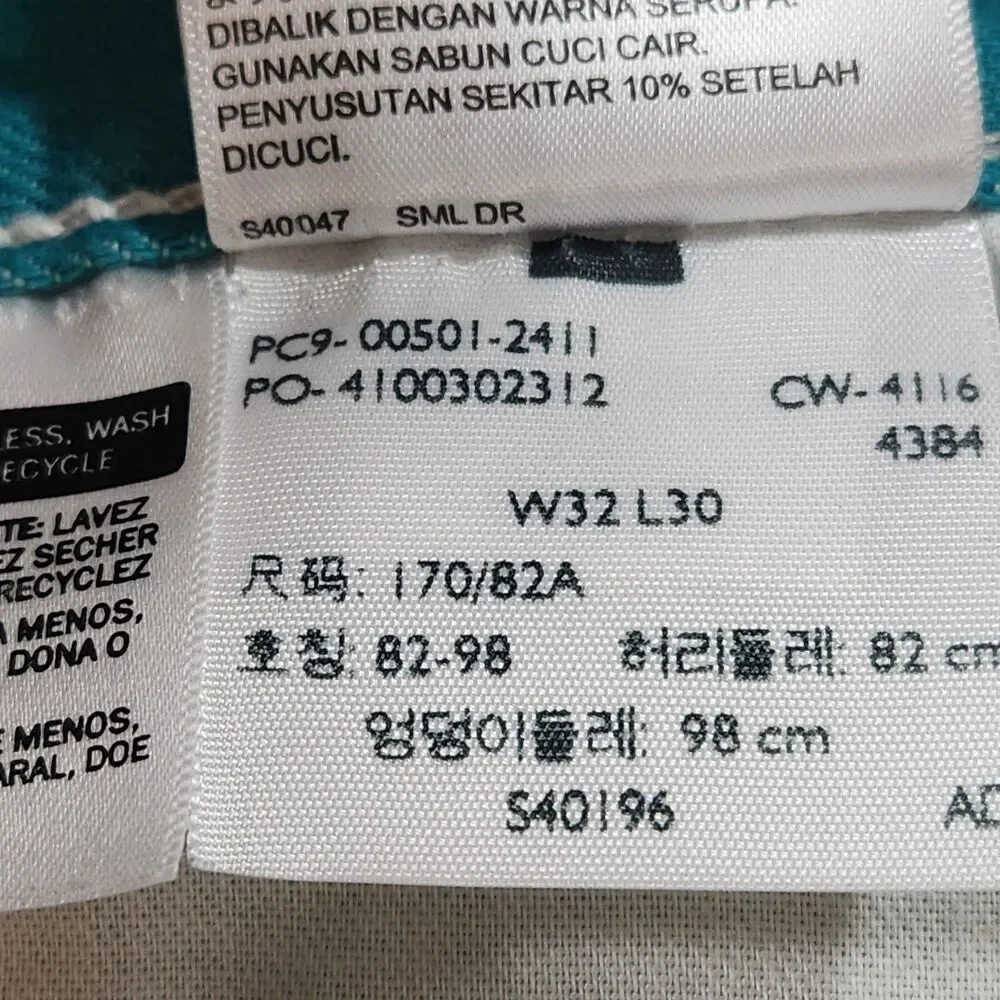 DIBALIK DENGAN WARNA SERUPA.
GUNAKAN SABUN CUCI CAIR.
PENYUSUTAN SEKITAR 10% SETELAH
DICUCI.
S40047 SML DR
PC9-00501-2411
PO-4100302312 CW-4116
4384
W32 L30
尺码: 170/82A
호칭: 82-98 허리둘레: 82 cm
엉덩이둘레: 98 cm
S40196
LESS, WASH
RECYCLE
LAVEZ
SECHER
RECYCLEZ
MENOS,
DONA O
MENOS,
DOE